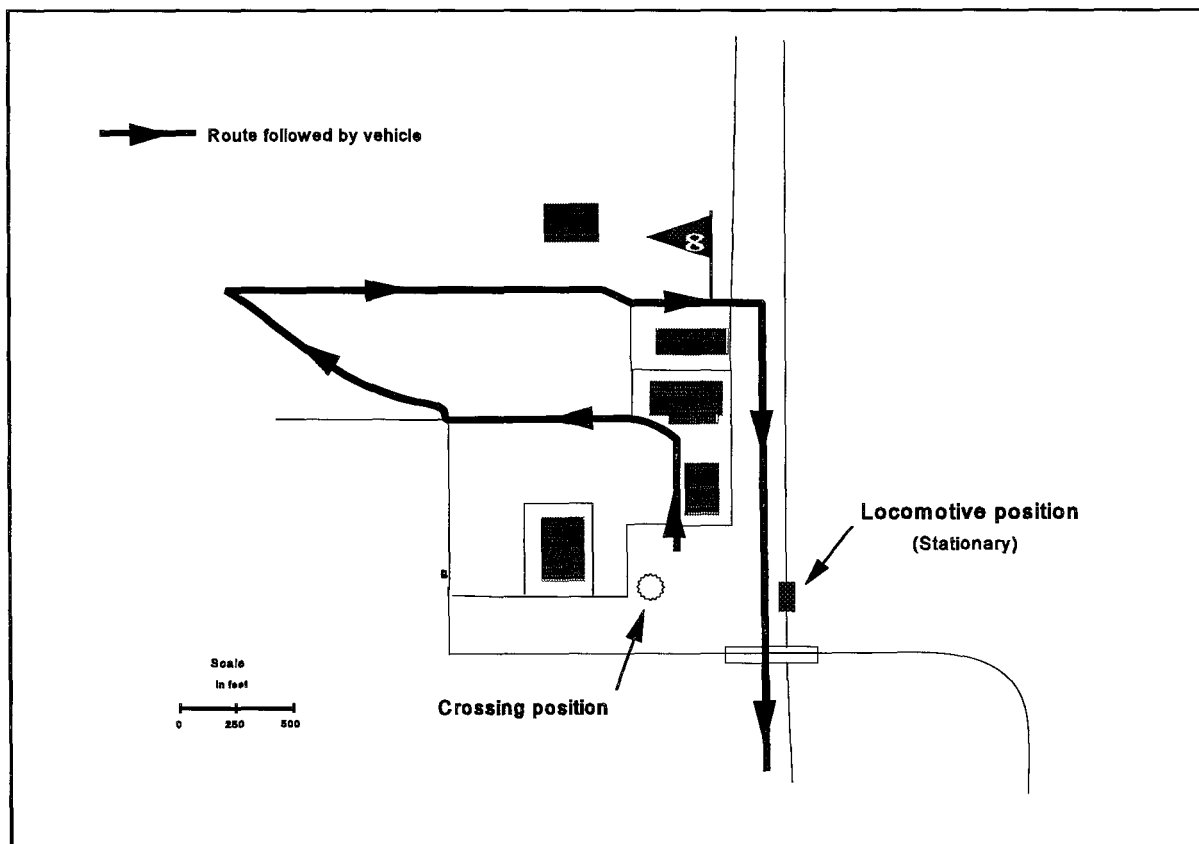 Route followed by vehicle
8
Locomotive position
(Stationary)
Scale
in feet
0 250 500
Crossing position